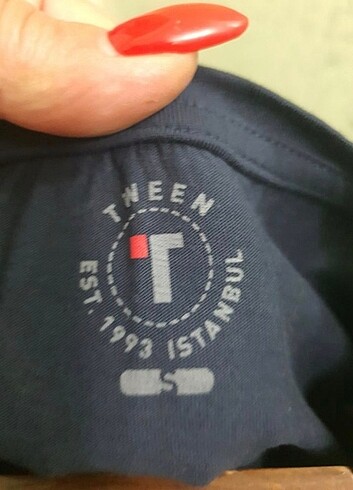 TWEEN
T
EST. 1993 ISTANBUL
S